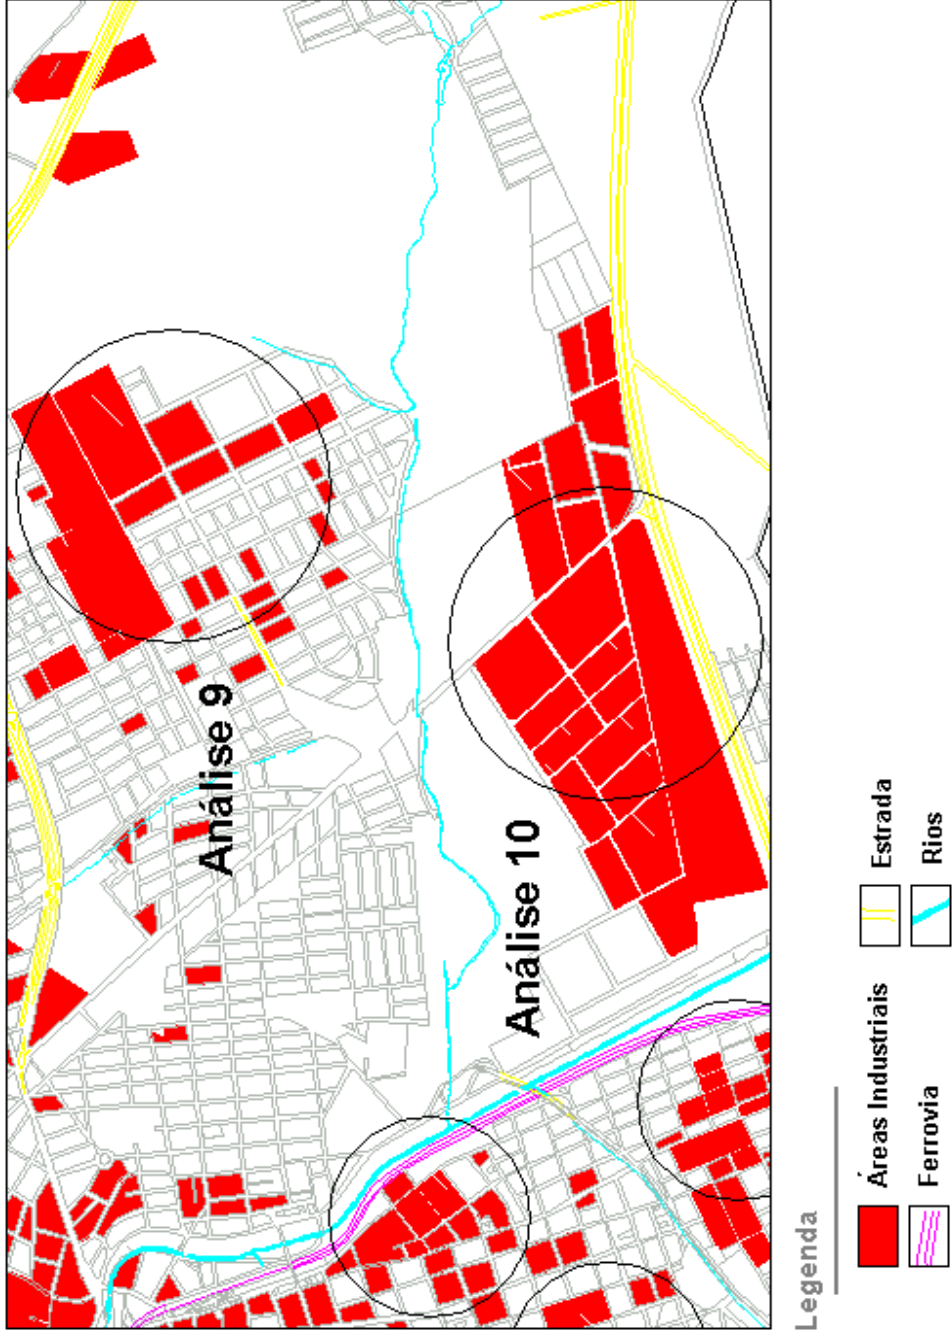 Análise 9
Análise 10
Legenda
Áreas Industriais
Estrada
Ferrovia
Rios